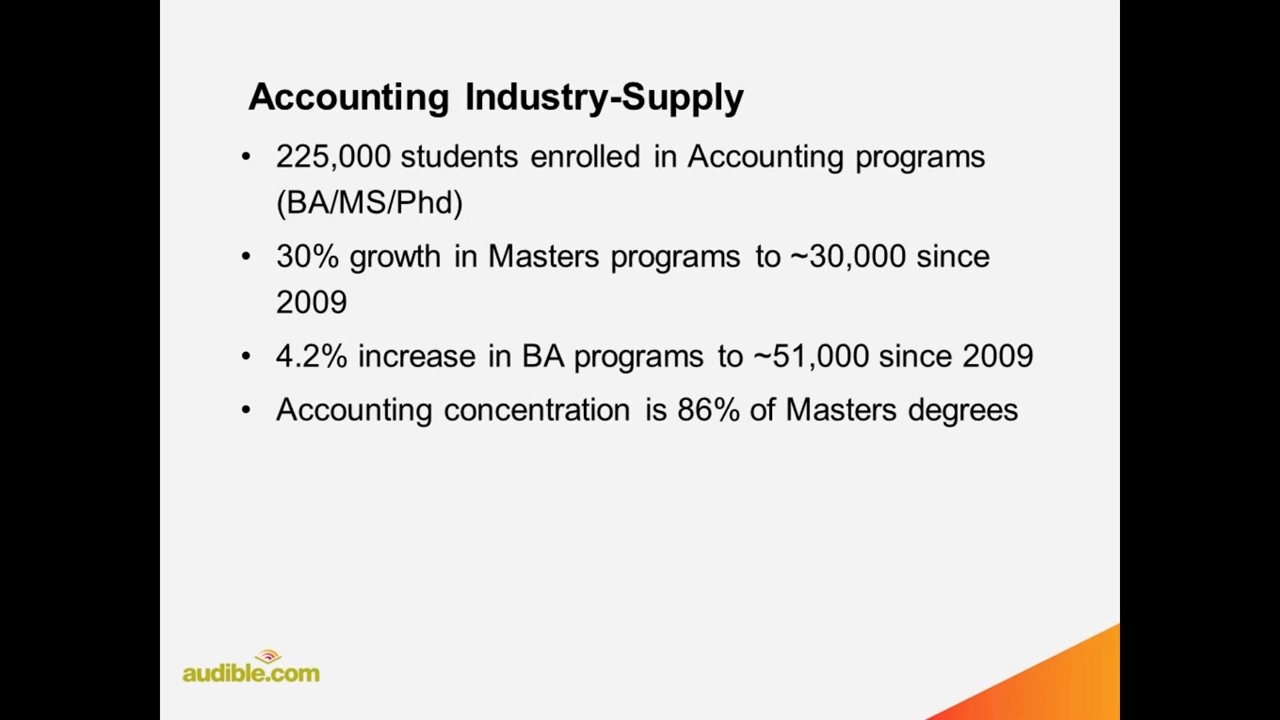 Accounting Industry-Supply
• 225,000 students enrolled in Accounting programs
(BA/MS/Phd)
• 30% growth in Masters programs to ~30,000 since
2009
• 4.2% increase in BA programs to ~51,000 since 2009
• Accounting concentration is 86% of Masters degrees
audible.com